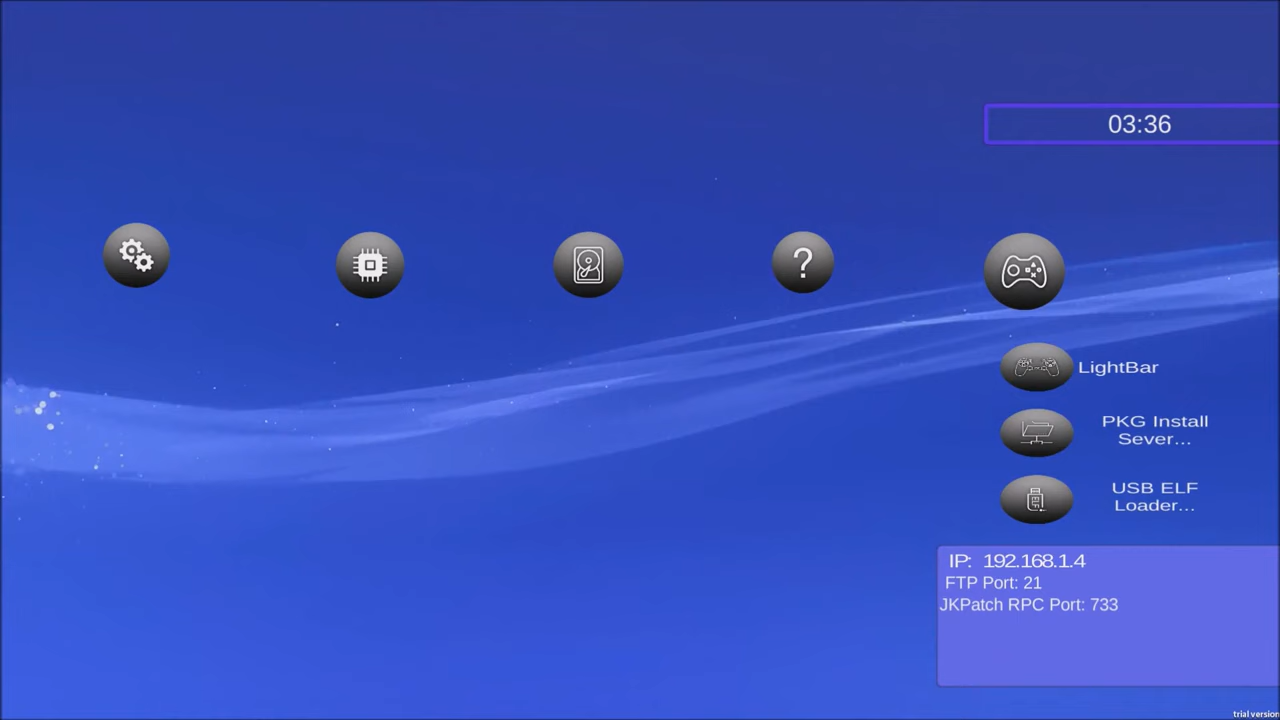 03:36
?
LightBar
PKG Install
Sever...
USB ELF
Loader...
IP: 192.168.1.4
FTP Port: 21
JKPatch RPC Port: 733
trial version